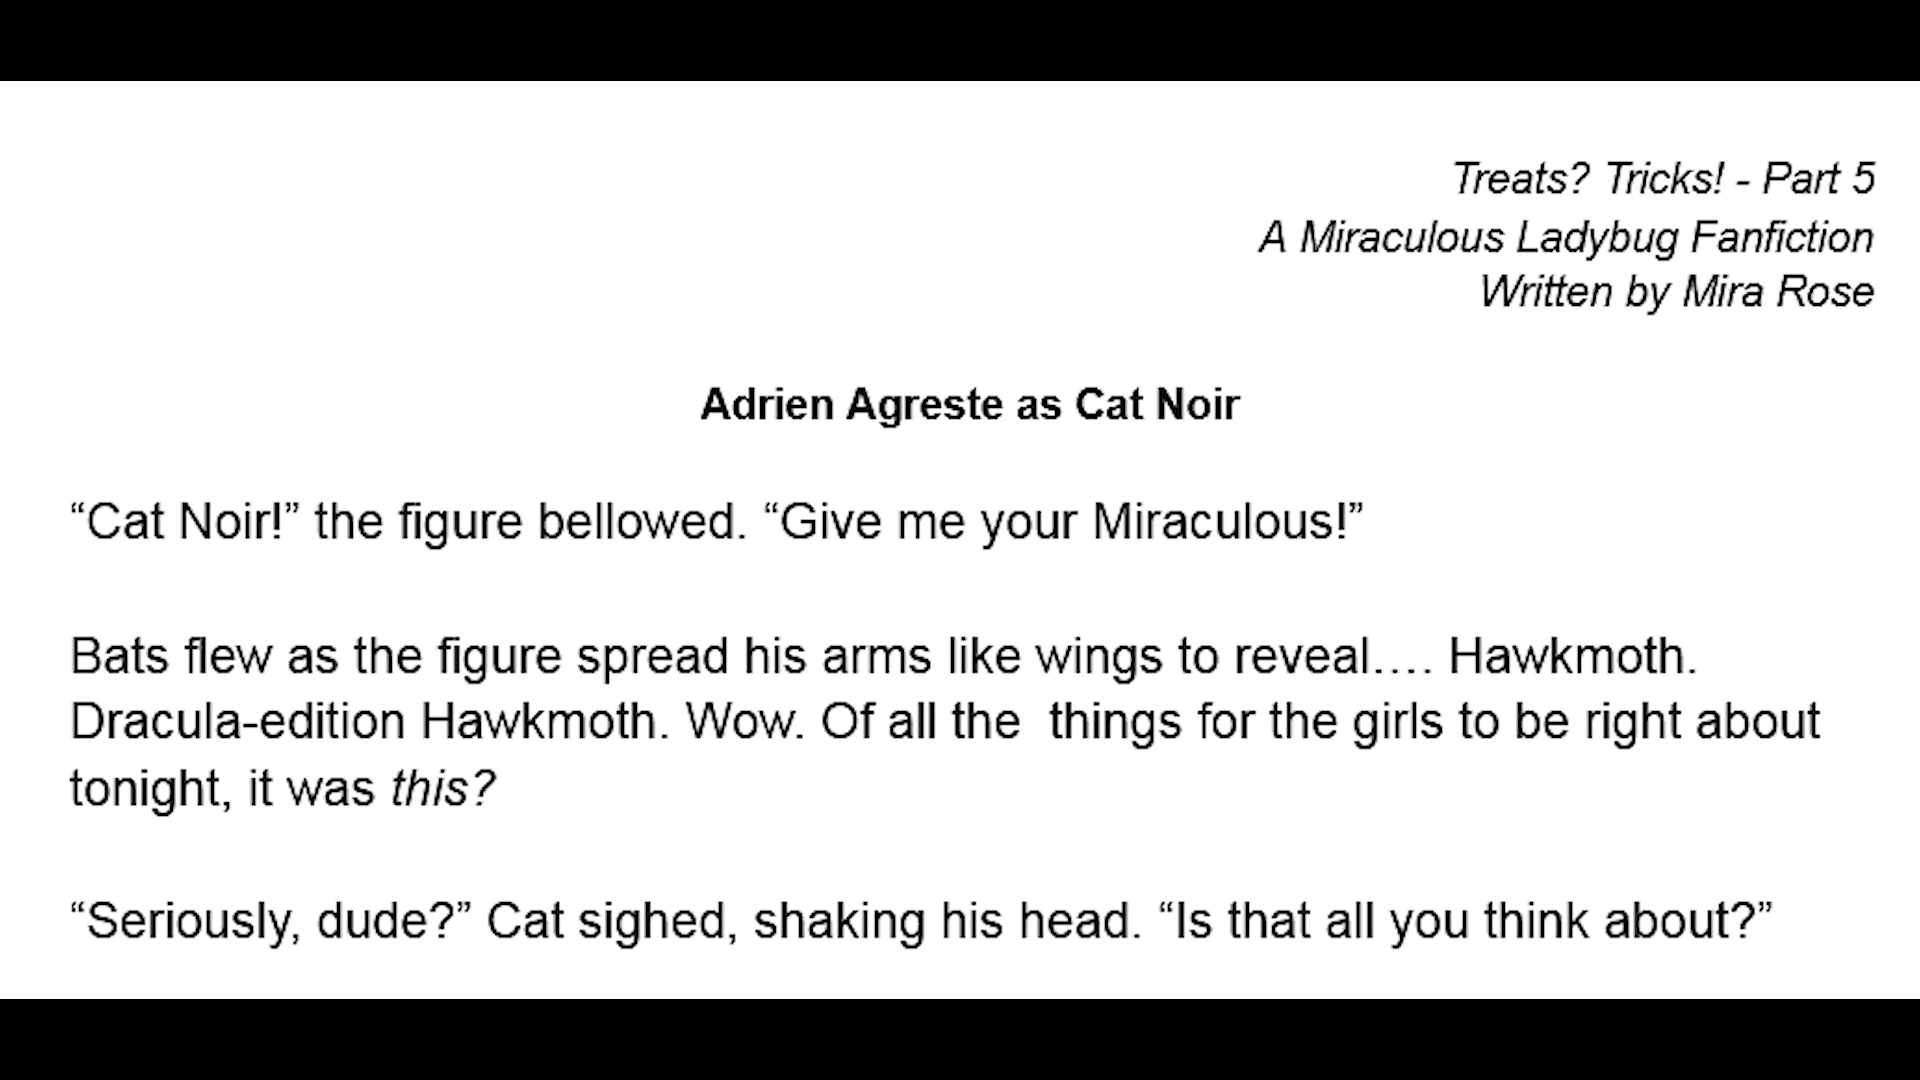 Treats? Tricks! - Part 5
A Miraculous Ladybug Fanfiction
Written by Mira Rose
Adrien Agreste as Cat Noir
“Cat Noir!” the figure bellowed. “Give me your Miraculous!”
Bats flew as the figure spread his arms like wings to reveal…. Hawkmoth.
Dracula-edition Hawkmoth. Wow. Of all the  things for the girls to be right about
tonight, it was this?
“Seriously, dude?” Cat sighed, shaking his head. “Is that all you think about?”